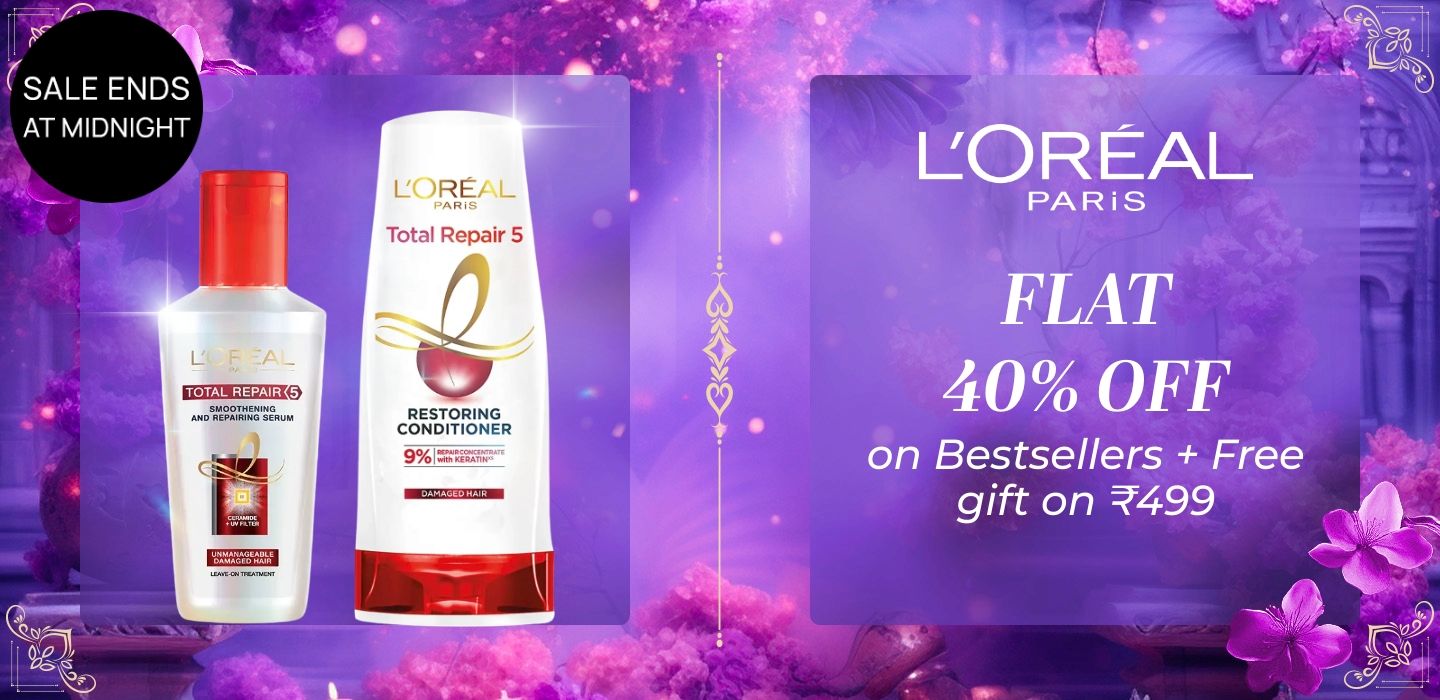 SALE ENDS
AT MIDNIGHT
L'ORÉAL
PARiS
TOTAL REPAIR 5
SMOOTHENING
AND REPAIRING SERUM
CERAMIDE
+ UV FILTER
UNMANAGEABLE
DAMAGED HAIR
LEAVE-ON TREATMENT
L'ORÉAL
PARiS
Total Repair 5
RESTORING
CONDITIONER
9% REPAIR CONCENTRATE
with KERATIN XS
DAMAGED HAIR
L'ORÉAL
PARiS
FLAT
40% OFF
on Bestsellers + Free
gift on ₹499